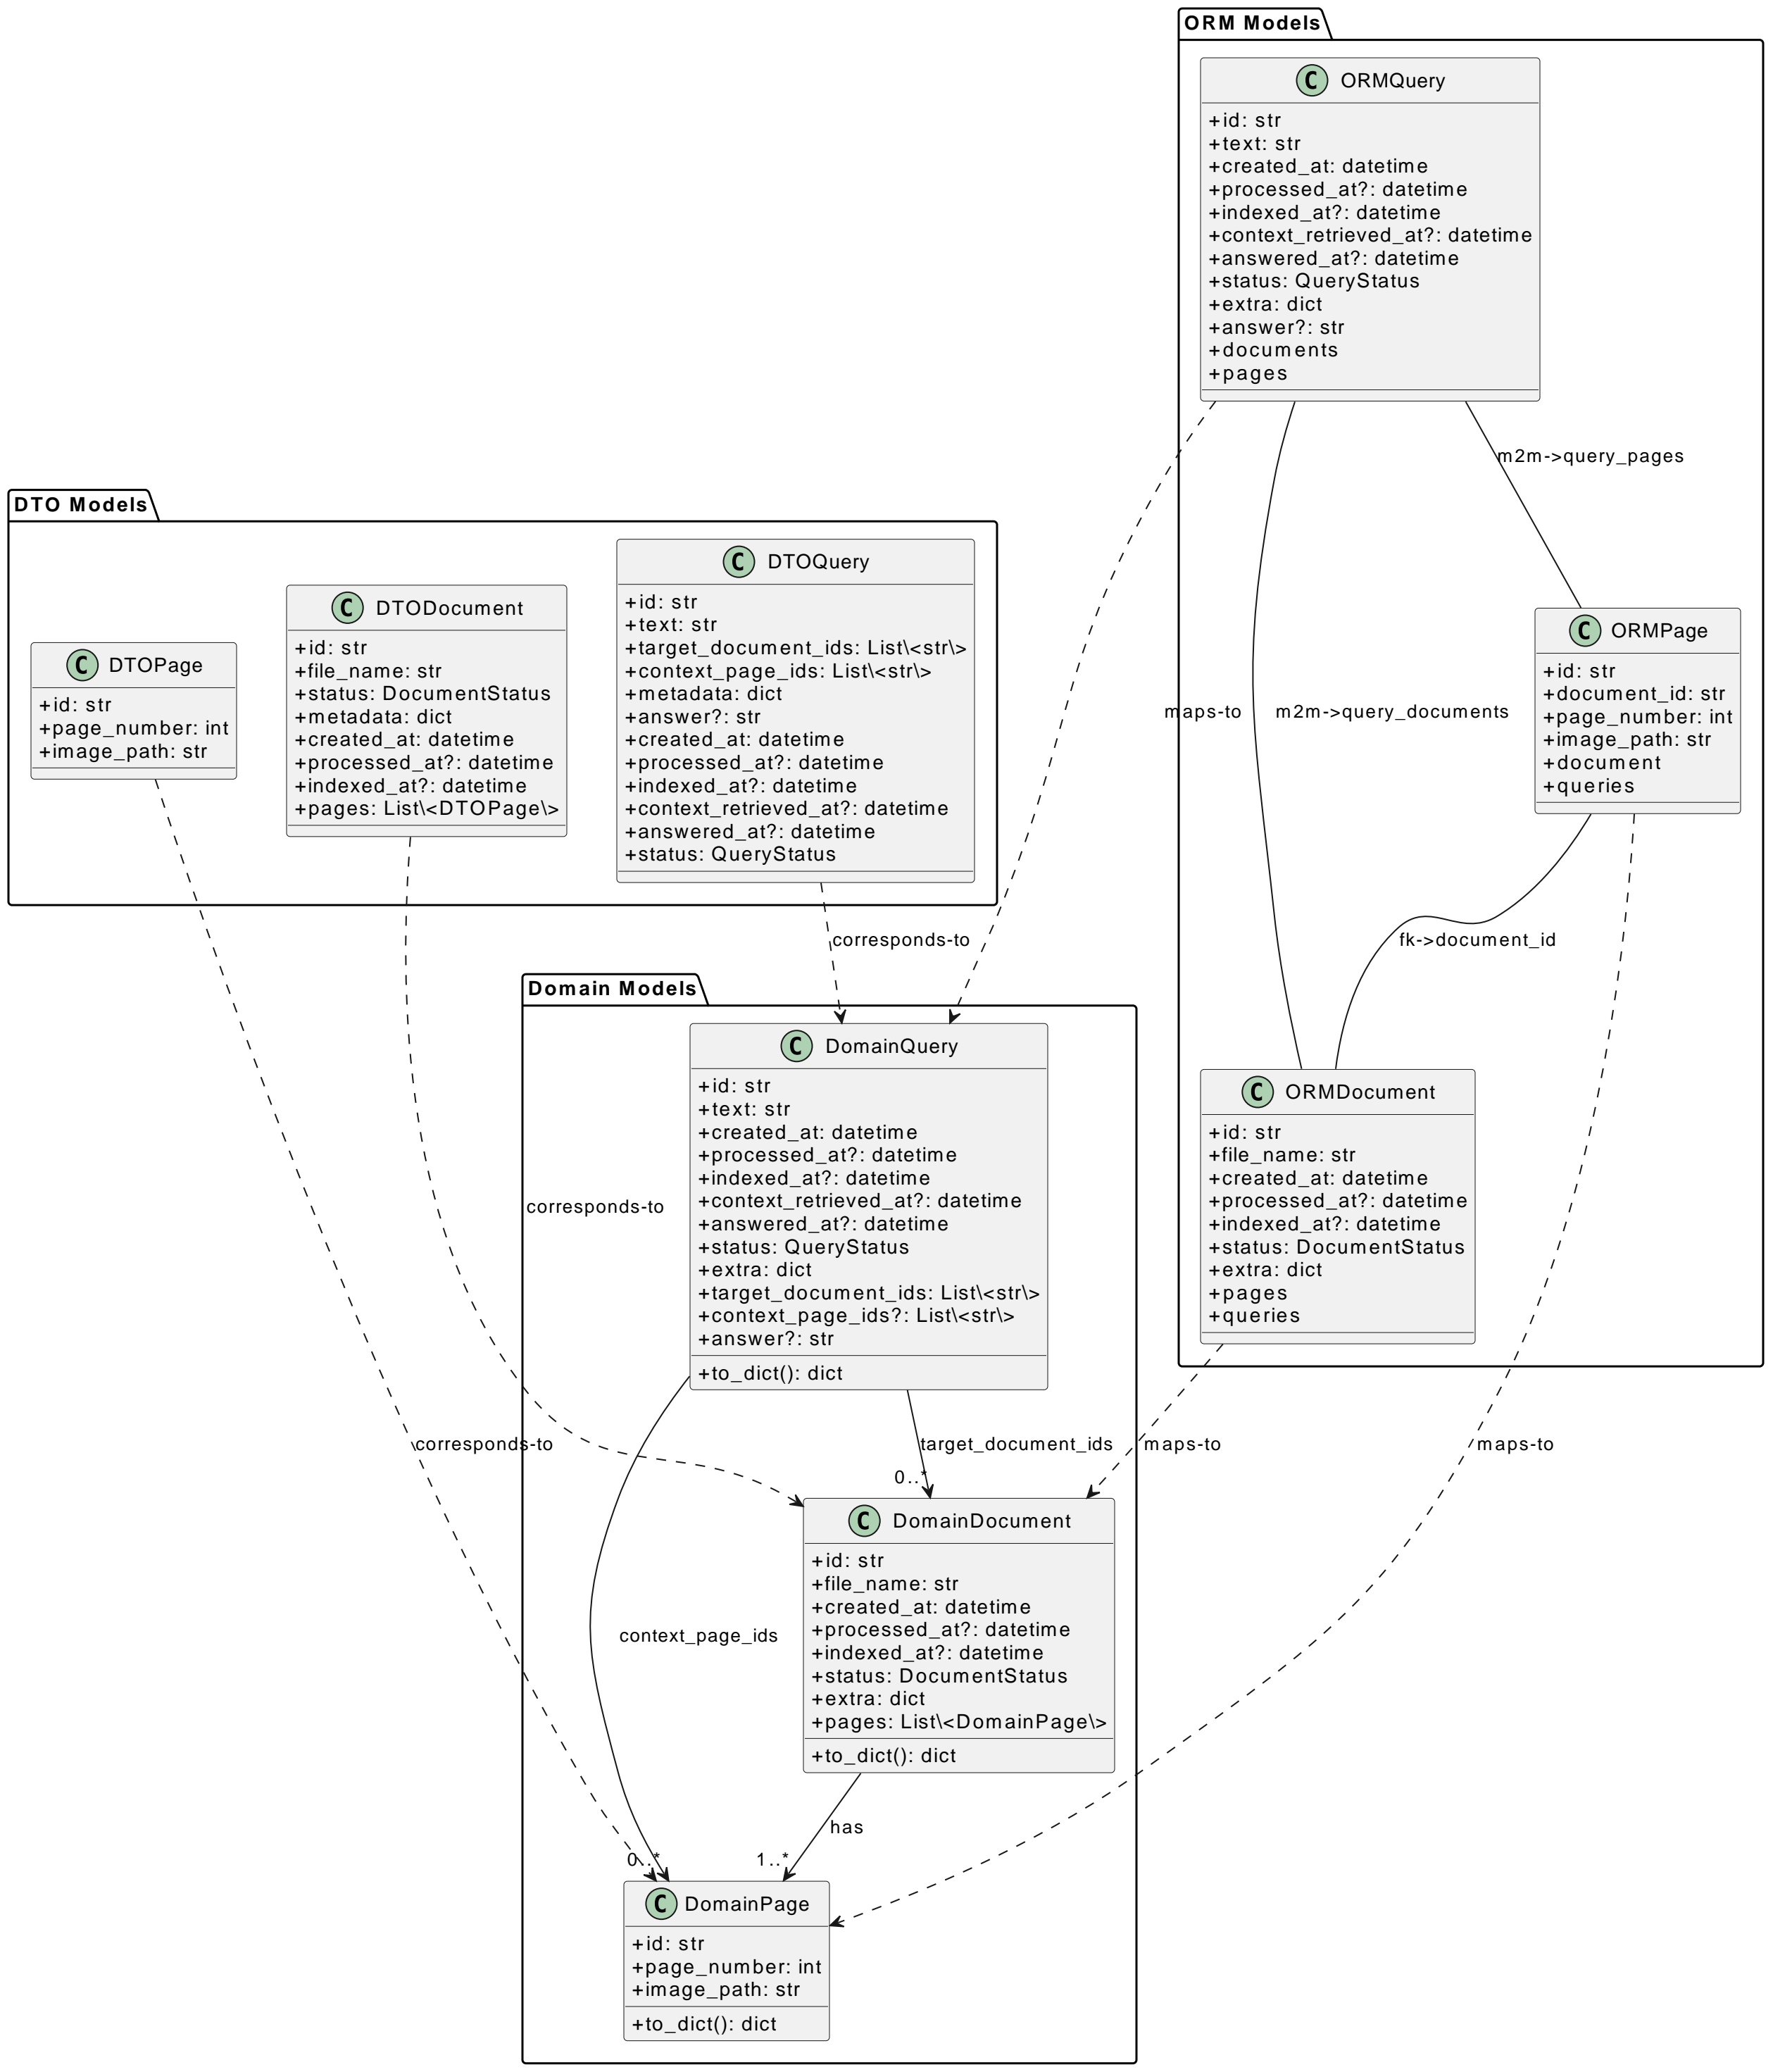 ORM Models
ORMQuery
+id: str
+text: str
+created_at: datetime
+processed_at?: datetime
+indexed_at?: datetime
+context_retrieved_at?: datetime
+answered_at?: datetime
+status: QueryStatus
+extra: dict
+answer?: str
+documents
+pages
m2m->query_pages
DTO Models
DTOPage
+id: str
+page_number: int
+image_path: str
DTODocument
+id: str
+file_name: str
+status: DocumentStatus
+metadata: dict
+created_at: datetime
+processed_at?: datetime
+indexed_at?: datetime
+pages: List\<DTOPage\>
DTOQuery
+id: str
+text: str
+target_document_ids: List\<str\>
+context_page_ids: List\<str\>
+metadata: dict
+answer?: str
+created_at: datetime
+processed_at?: datetime
+indexed_at?: datetime
+context_retrieved_at?: datetime
+answered_at?: datetime
+status: QueryStatus
maps-to
m2m->query_documents
ORMPage
+id: str
+document_id: str
+page_number: int
+image_path: str
+document
+queries
corresponds-to
fk->document_id
Domain Models
DomainQuery
+id: str
+text: str
+created_at: datetime
+processed_at?: datetime
+indexed_at?: datetime
+context_retrieved_at?: datetime
+answered_at?: datetime
+status: QueryStatus
+extra: dict
+target_document_ids: List\<str\>
+context_page_ids?: List\<str\>
+answer?: str
+to_dict(): dict
corresponds-to
ORMDocument
+id: str
+file_name: str
+created_at: datetime
+processed_at?: datetime
+indexed_at?: datetime
+status: DocumentStatus
+extra: dict
+pages
+queries
corresponds-to
target_document_ids
maps-to
maps-to
0..*
DomainDocument
+id: str
+file_name: str
+created_at: datetime
+processed_at?: datetime
+indexed_at?: datetime
+status: DocumentStatus
+extra: dict
+pages: List\<DomainPage\>
+to_dict(): dict
context_page_ids
has
0..*
1..*
DomainPage
+id: str
+page_number: int
+image_path: str
+to_dict(): dict